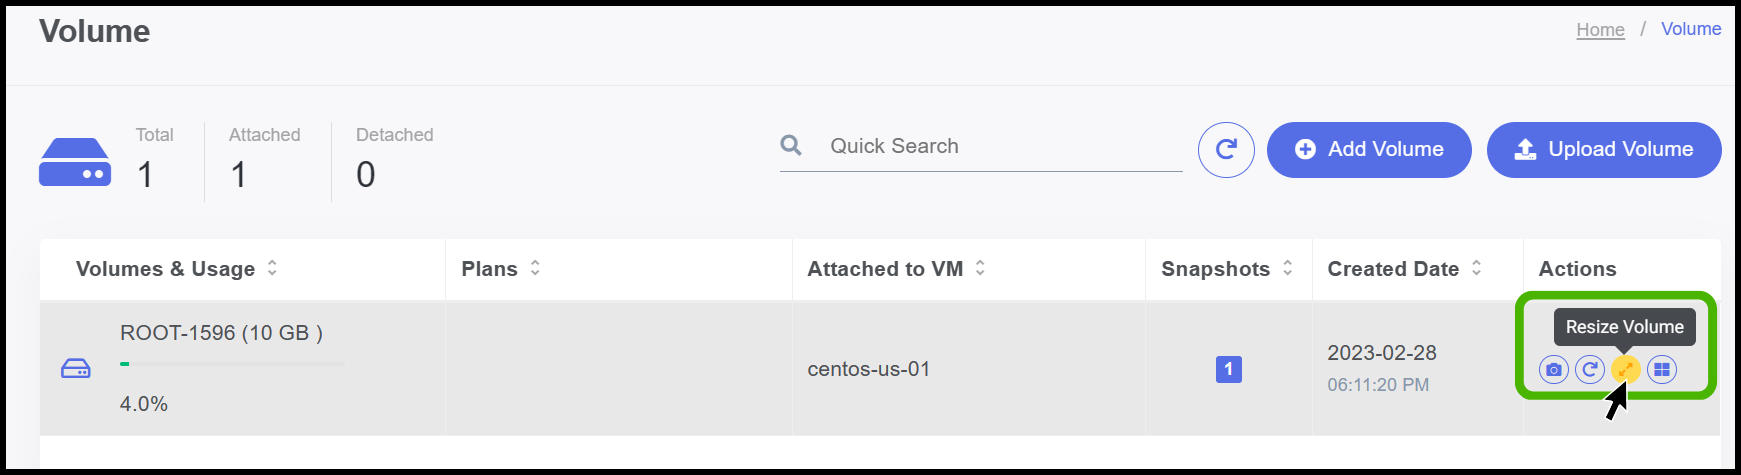 Volume
Home / Volume
Total
1
Attached
1
Detached
0
Quick Search
Add Volume
Upload Volume
Volumes & Usage
Plans
Attached to VM
Snapshots
Created Date
Actions
ROOT-1596 (10 GB )
4.0%
centos-us-01
1
2023-02-28
06:11:20 PM
Resize Volume